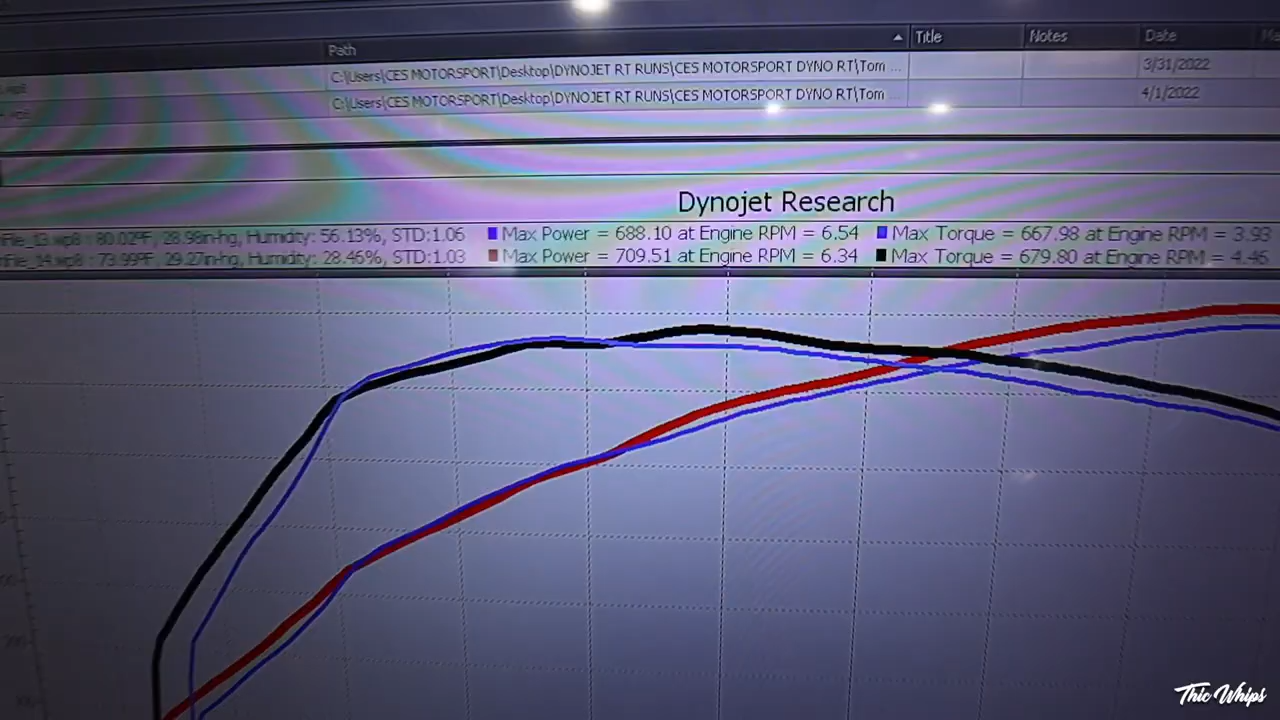 Path Title Notes Date
.wp8 C:\Users\CES MOTORSPORT\Desktop\DYNOJET RT RUNS\CES MOTORSPORT DYNO RT\Tom ... 3/31/2022
C:\Users\CES MOTORSPORT\Desktop\DYNOJET RT RUNS\CES MOTORSPORT DYNO RT\Tom ... 4/1/2022
Dynojet Research
File_13.wp8 : 80.02°F, 28.98in-hg, Humidity: 56.13%, STD:1.06 Max Power = 688.10 at Engine RPM = 6.54 Max Torque = 667.98 at Engine RPM = 3.93
File_14.wp8 : 73.99°F, 29.27in-hg, Humidity: 28.46%, STD:1.03 Max Power = 709.51 at Engine RPM = 6.34 Max Torque = 679.80 at Engine RPM = 4.46
Thic Whips